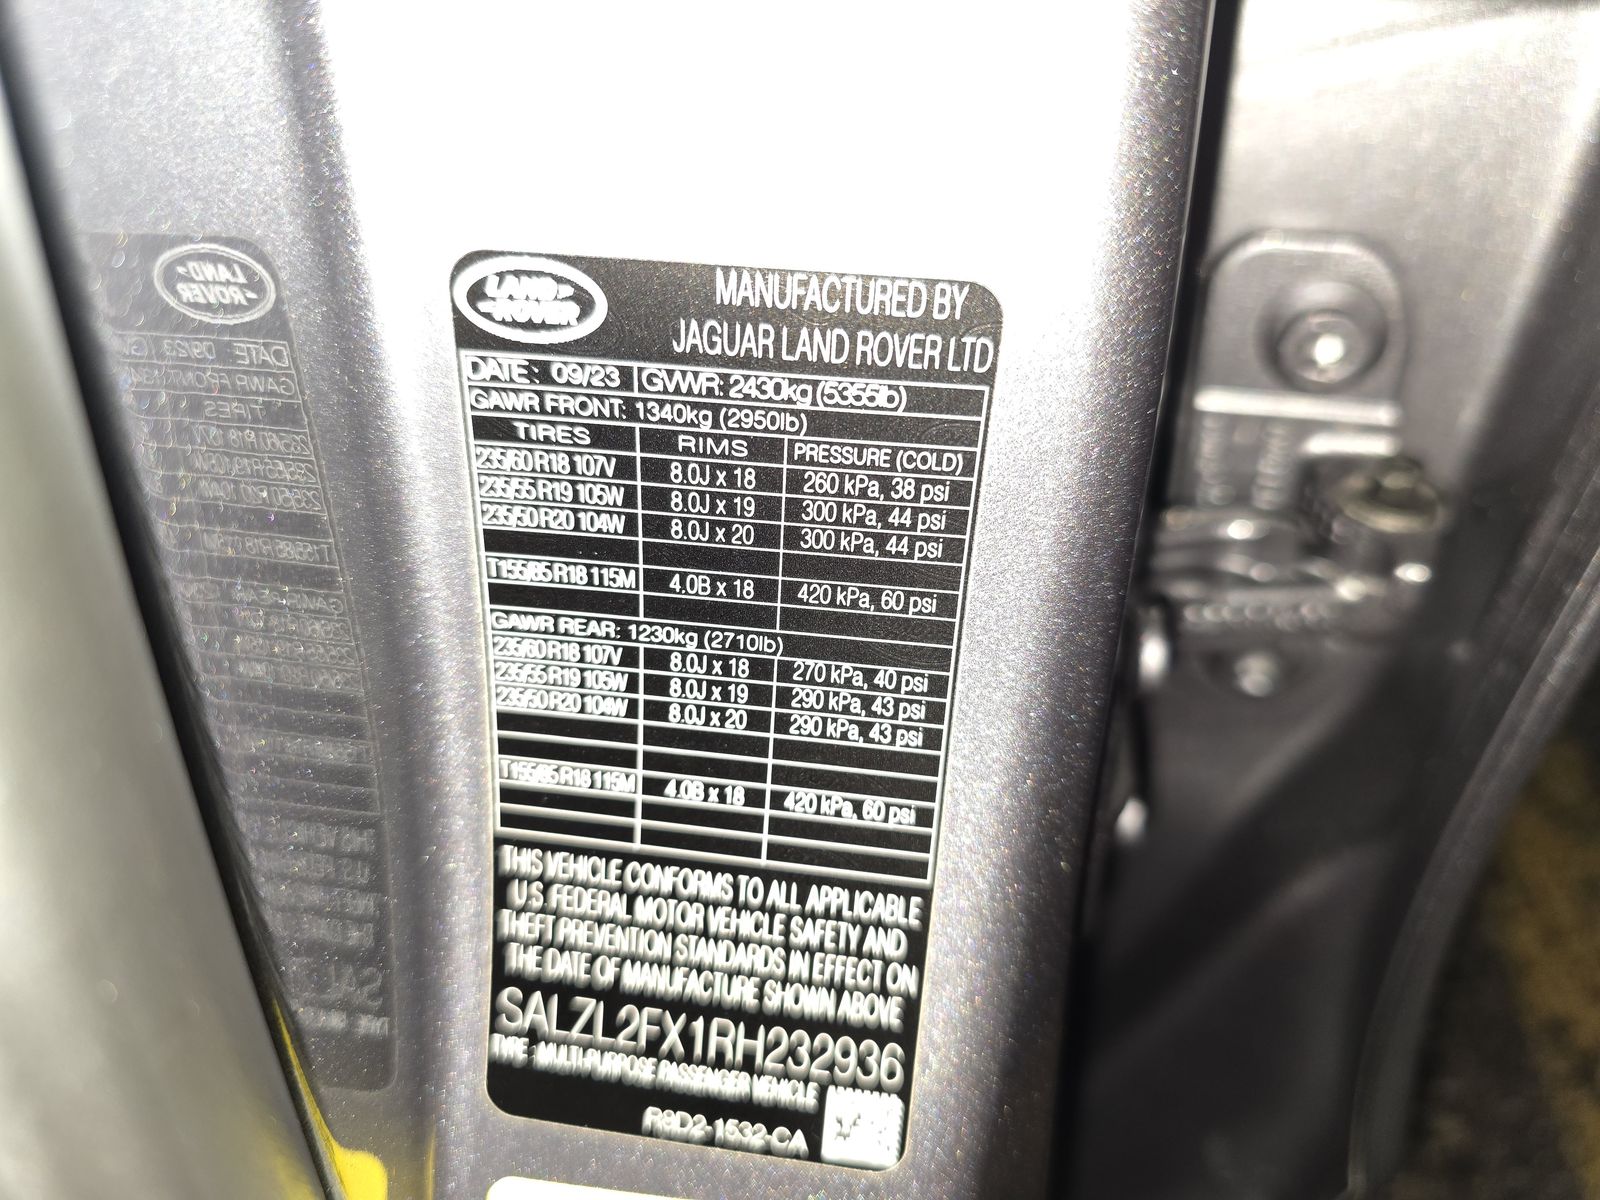 LAND
ROVER
MANUFACTURED BY
JAGUAR LAND ROVER LTD
DATE: 09/23 GVWR: 2430kg (5355lb)
GAWR FRONT: 1340kg (2950lb)
TIRES RIMS PRESSURE (COLD)
235/60 R18 107V 8.0J x 18 260 kPa, 38 psi
235/55 R19 105W 8.0J x 19 300 kPa, 44 psi
235/50 R20 104W 8.0J x 20 300 kPa, 44 psi
T155/85 R18 115M 4.0B x 18 420 kPa, 60 psi
GAWR REAR: 1230kg (2710lb)
235/60 R18 107V 8.0J x 18 270 kPa, 40 psi
235/55 R19 105W 8.0J x 19 290 kPa, 43 psi
235/50 R20 104W 8.0J x 20 290 kPa, 43 psi
T155/85 R18 115M 4.0B x 18 420 kPa, 60 psi
THIS VEHICLE CONFORMS TO ALL APPLICABLE
U.S. FEDERAL MOTOR VEHICLE SAFETY AND
THEFT PREVENTION STANDARDS IN EFFECT ON
THE DATE OF MANUFACTURE SHOWN ABOVE
SALZL2FX1RH232936
TYPE : MULTI-PURPOSE PASSENGER VEHICLE
R8D2-1532-CA